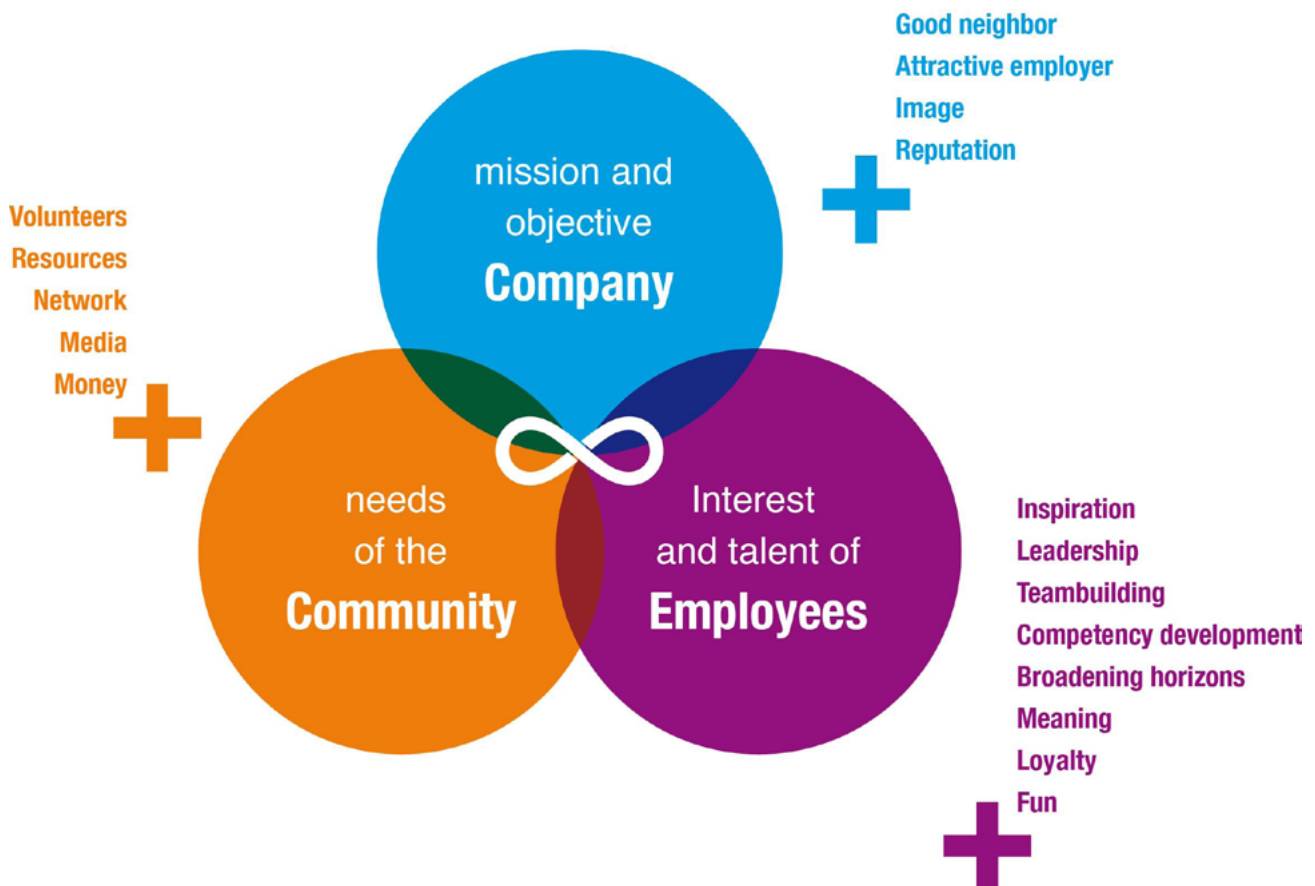 Good neighbor
Attractive employer
Image
Reputation
mission and
objective
Company
Volunteers
Resources
Network
Media
Money
needs
of the
Community
Interest
and talent of
Employees
Inspiration
Leadership
Teambuilding
Competency development
Broadening horizons
Meaning
Loyalty
Fun